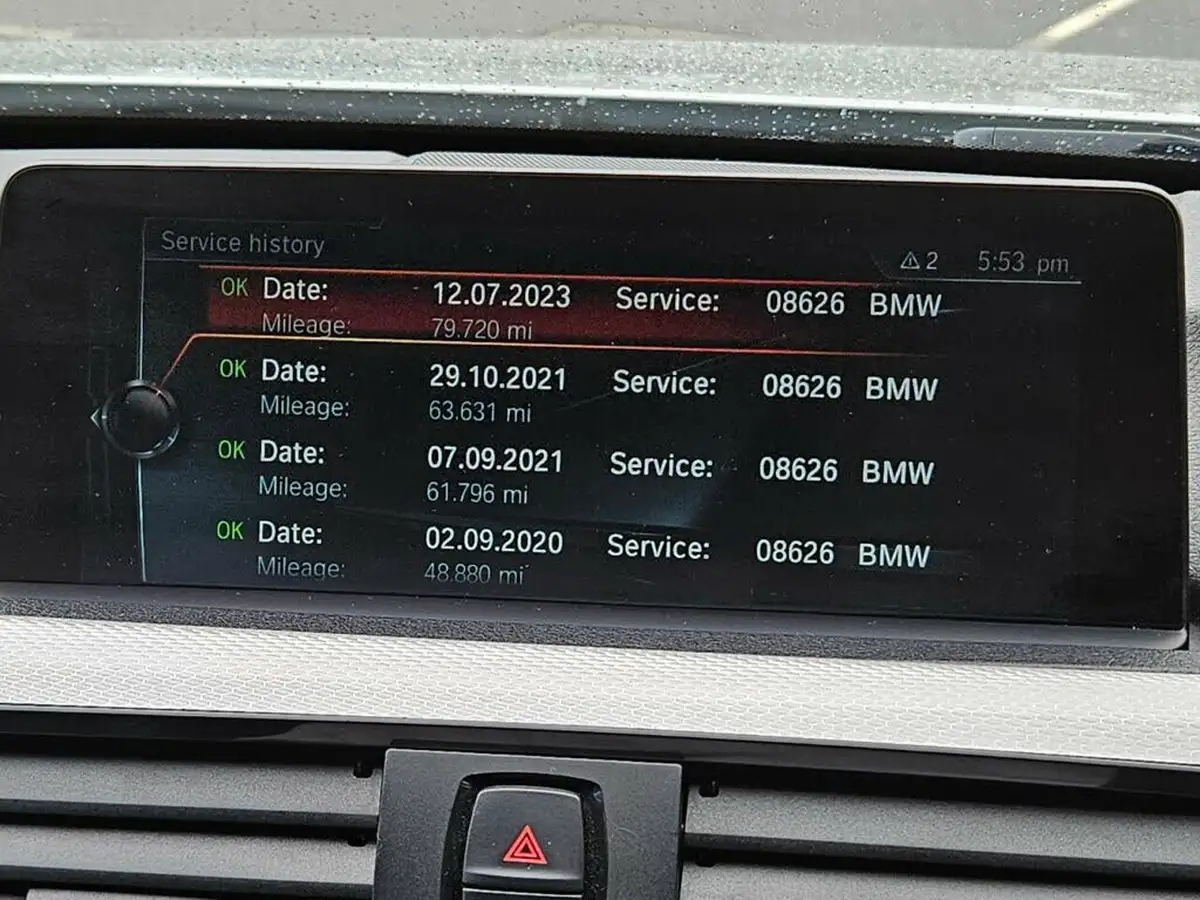 Service history
⚠ 2 5:53 pm
OK Date: 12.07.2023 Service: 08626 BMW
Mileage: 79.720 mi
OK Date: 29.10.2021 Service: 08626 BMW
Mileage: 63.631 mi
OK Date: 07.09.2021 Service: 08626 BMW
Mileage: 61.796 mi
OK Date: 02.09.2020 Service: 08626 BMW
Mileage: 48.880 mi